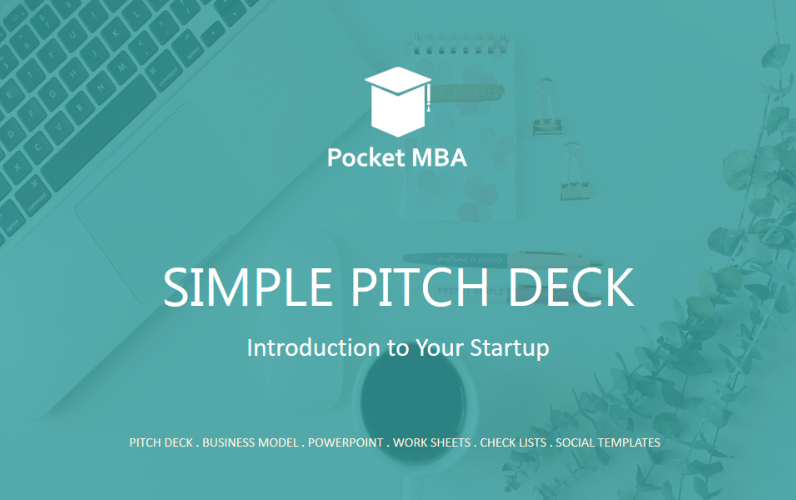 Pocket MBA
SIMPLE PITCH DECK
Introduction to Your Startup
PITCH DECK . BUSINESS MODEL . POWERPOINT . WORK SHEETS . CHECK LISTS . SOCIAL TEMPLATES